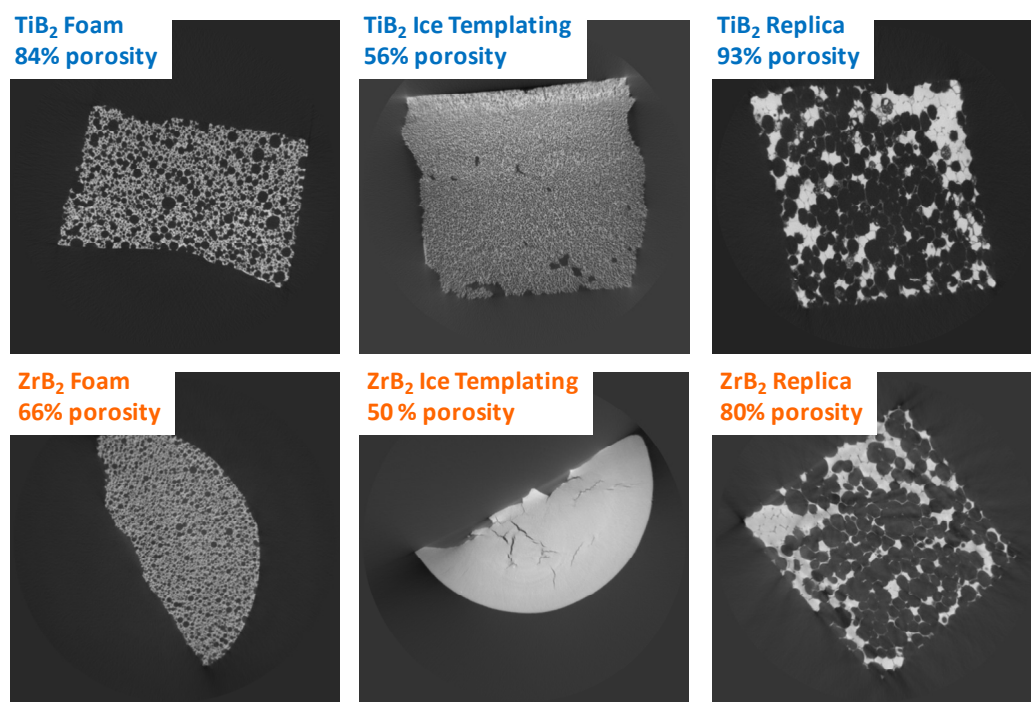 TiB₂ Foam
84% porosity
TiB₂ Ice Templating
56% porosity
TiB₂ Replica
93% porosity
ZrB₂ Foam
66% porosity
ZrB₂ Ice Templating
50 % porosity
ZrB₂ Replica
80% porosity